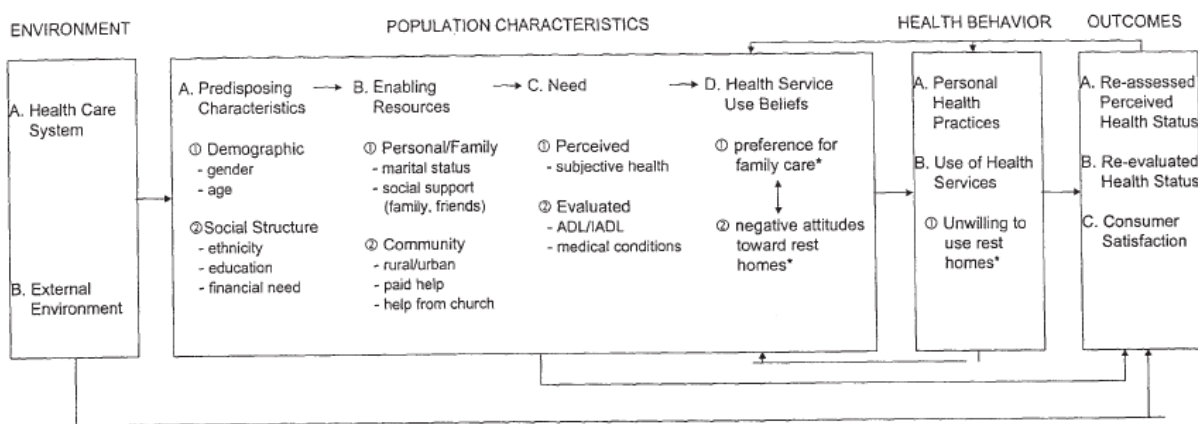 ENVIRONMENT
POPULATION CHARACTERISTICS
HEALTH BEHAVIOR
OUTCOMES
A. Health Care
System
B. External
Environment
A. Predisposing
Characteristics
① Demographic
- gender
- age
②Social Structure
- ethnicity
- education
- financial need
B. Enabling
Resources
① Personal/Family
- marital status
- social support
(family, friends)
② Community
- rural/urban
- paid help
- help from church
C. Need
① Perceived
- subjective health
② Evaluated
- ADL/IADL
- medical conditions
D. Health Service
Use Beliefs
① preference for
family care*
② negative attitudes
toward rest
homes*
A. Personal
Health
Practices
B. Use of Health
Services
① Unwilling to
use rest
homes*
A. Re-assessed
Perceived
Health Status
B. Re-evaluated
Health Status
C. Consumer
Satisfaction